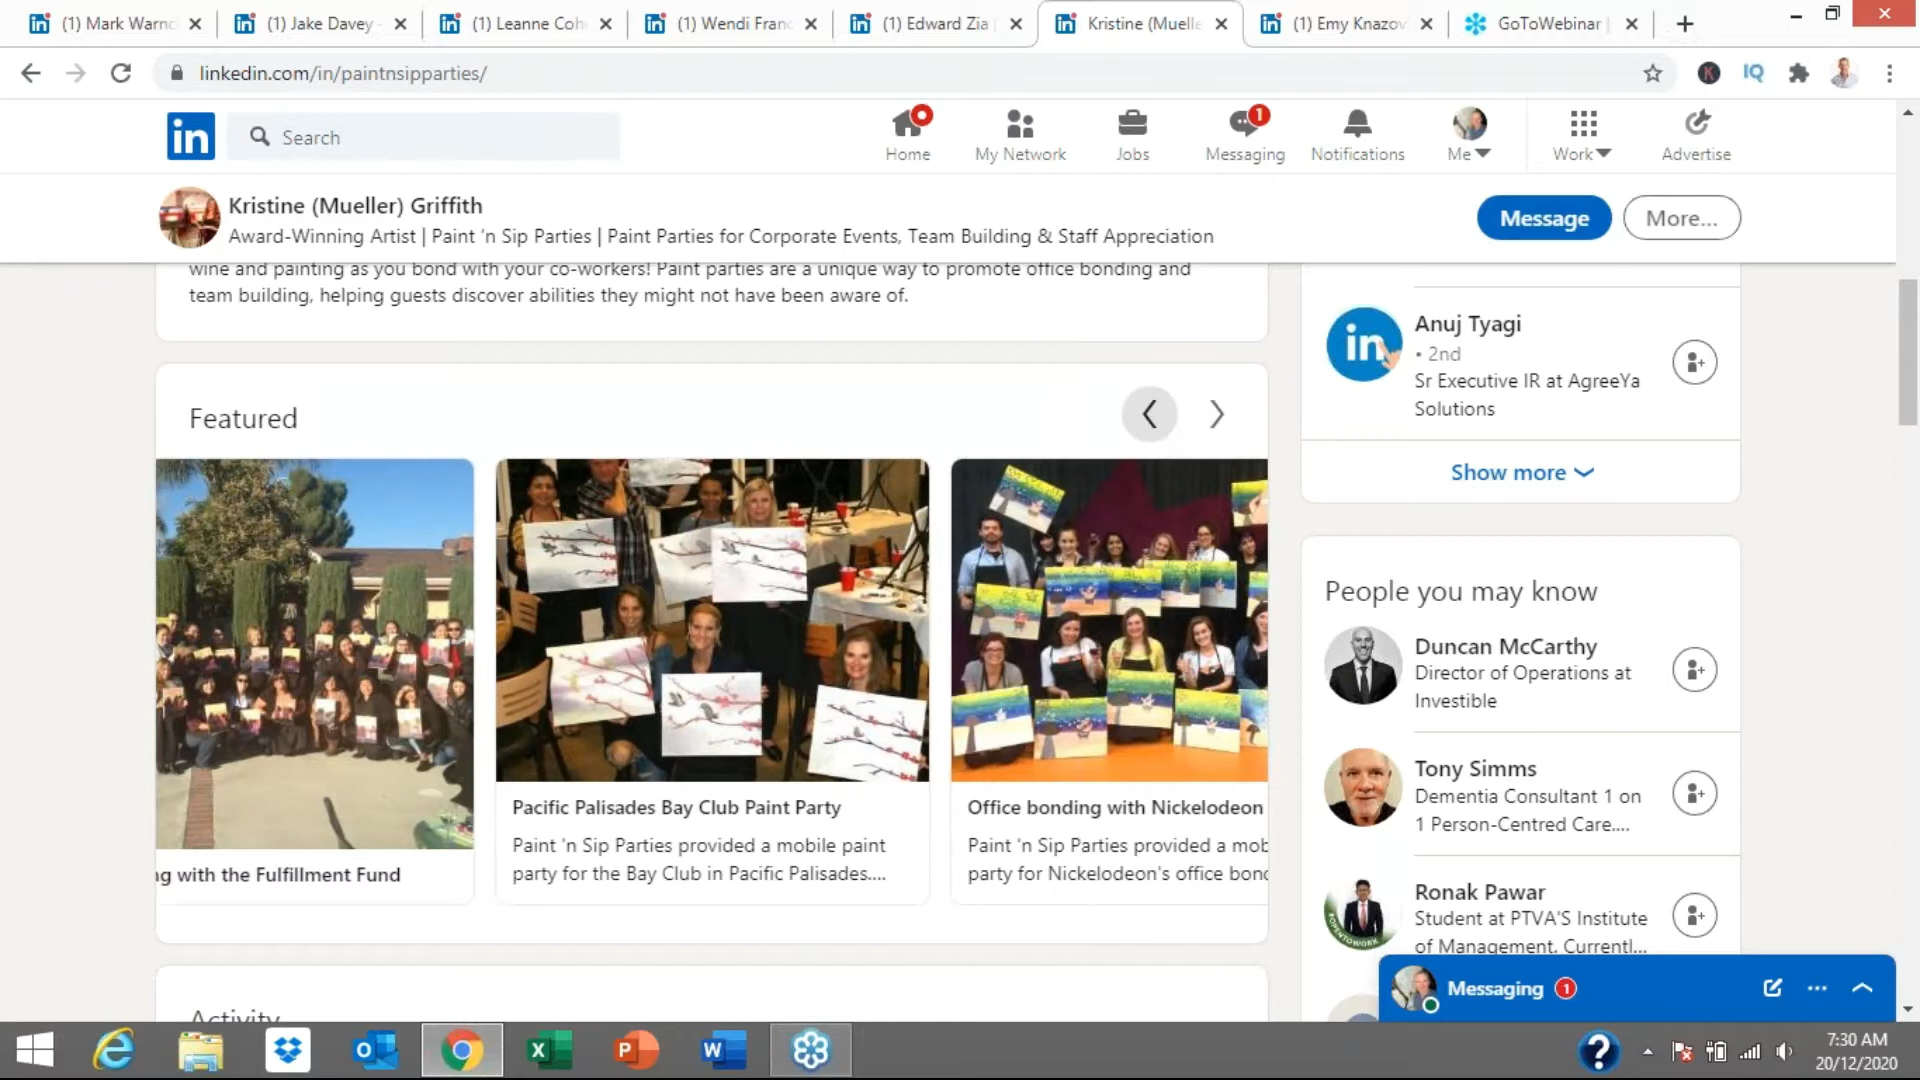 (1) Mark Warnc
(1) Jake Davey -
(1) Leanne Coh
(1) Wendi Franc
(1) Edward Zia |
Kristine (Muelle
(1) Emy Knazov
GoToWebinar |
linkedin.com/in/paintnsipparties/
K
IQ
in
Search
Home
My Network
Jobs
1
Messaging
Notifications
Me
Work
Advertise
Kristine (Mueller) Griffith
Award-Winning Artist | Paint 'n Sip Parties | Paint Parties for Corporate Events, Team Building & Staff Appreciation
Message
More...
wine and painting as you bond with your co-workers! Paint parties are a unique way to promote office bonding and
team building, helping guests discover abilities they might not have been aware of.
Featured
ng with the Fulfillment Fund
Pacific Palisades Bay Club Paint Party
Paint 'n Sip Parties provided a mobile paint
party for the Bay Club in Pacific Palisades....
Office bonding with Nickelodeon
Paint 'n Sip Parties provided a mob
party for Nickelodeon's office bond
Activity
in
Anuj Tyagi
• 2nd
Sr Executive IR at AgreeYa
Solutions
Show more
People you may know
Duncan McCarthy
Director of Operations at
Investible
Tony Simms
Dementia Consultant 1 on
1 Person-Centred Care....
Ronak Pawar
Student at PTVA'S Institute
of Management. Currentl...
#OPENTOWORK
Messaging 1
7:30 AM
20/12/2020